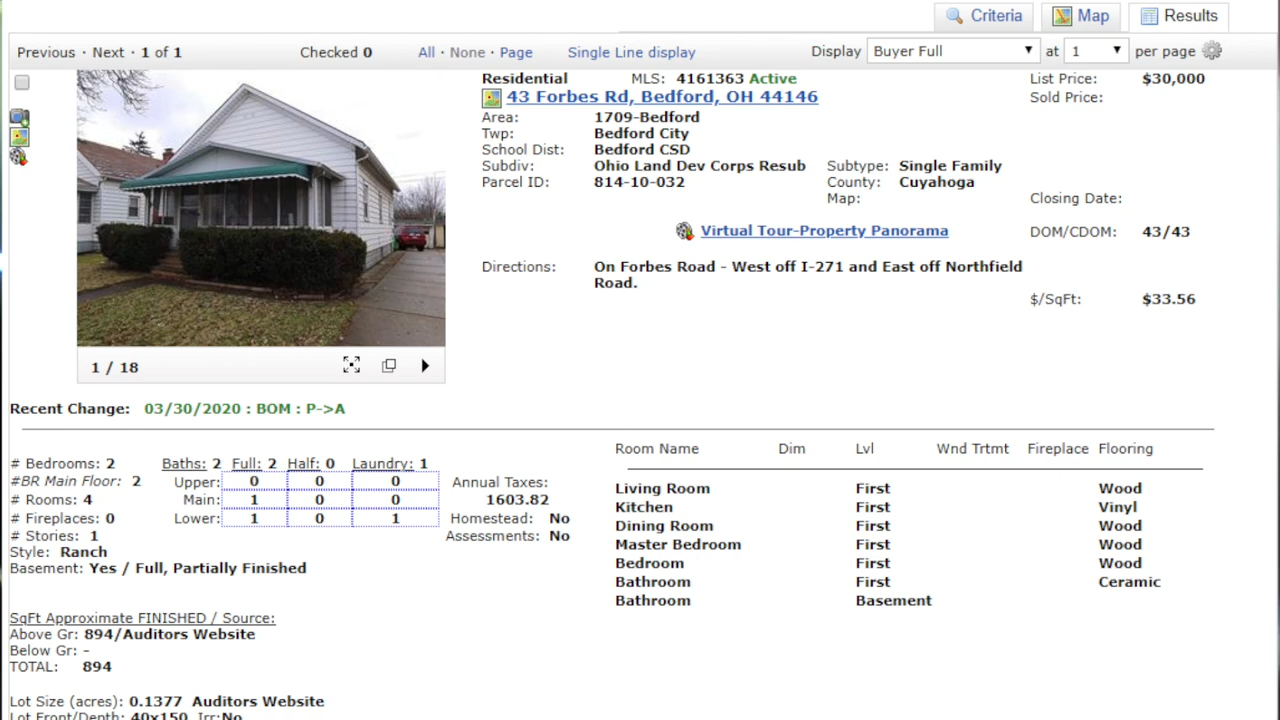 Criteria Map Results
Previous · Next · 1 of 1 Checked 0 All · None · Page Single Line display Display Buyer Full at 1 per page
Residential MLS: 4161363 Active List Price: $30,000
43 Forbes Rd, Bedford, OH 44146 Sold Price:
Area: 1709-Bedford
Twp: Bedford City
School Dist: Bedford CSD
Subdiv: Ohio Land Dev Corps Resub Subtype: Single Family
Parcel ID: 814-10-032 County: Cuyahoga
Map: Closing Date:
Virtual Tour-Property Panorama DOM/CDOM: 43/43
Directions: On Forbes Road - West off I-271 and East off Northfield
Road.
$/SqFt: $33.56
1 / 18
Recent Change: 03/30/2020 : BOM : P->A
Room Name Dim Lvl Wnd Trtmt Fireplace Flooring
# Bedrooms: 2 Baths: 2 Full: 2 Half: 0 Laundry: 1
#BR Main Floor: 2 Upper: 0 0 0 Annual Taxes:
# Rooms: 4 Main: 1 0 0 1603.82
# Fireplaces: 0 Lower: 1 0 1 Homestead: No
# Stories: 1 Assessments: No
Style: Ranch
Basement: Yes / Full, Partially Finished
Living Room First Wood
Kitchen First Vinyl
Dining Room First Wood
Master Bedroom First Wood
Bedroom First Wood
Bathroom First Ceramic
Bathroom Basement
SqFt Approximate FINISHED / Source:
Above Gr: 894/Auditors Website
Below Gr: -
TOTAL: 894
Lot Size (acres): 0.1377 Auditors Website
Lot Front/Depth: 40x150 Irr:No